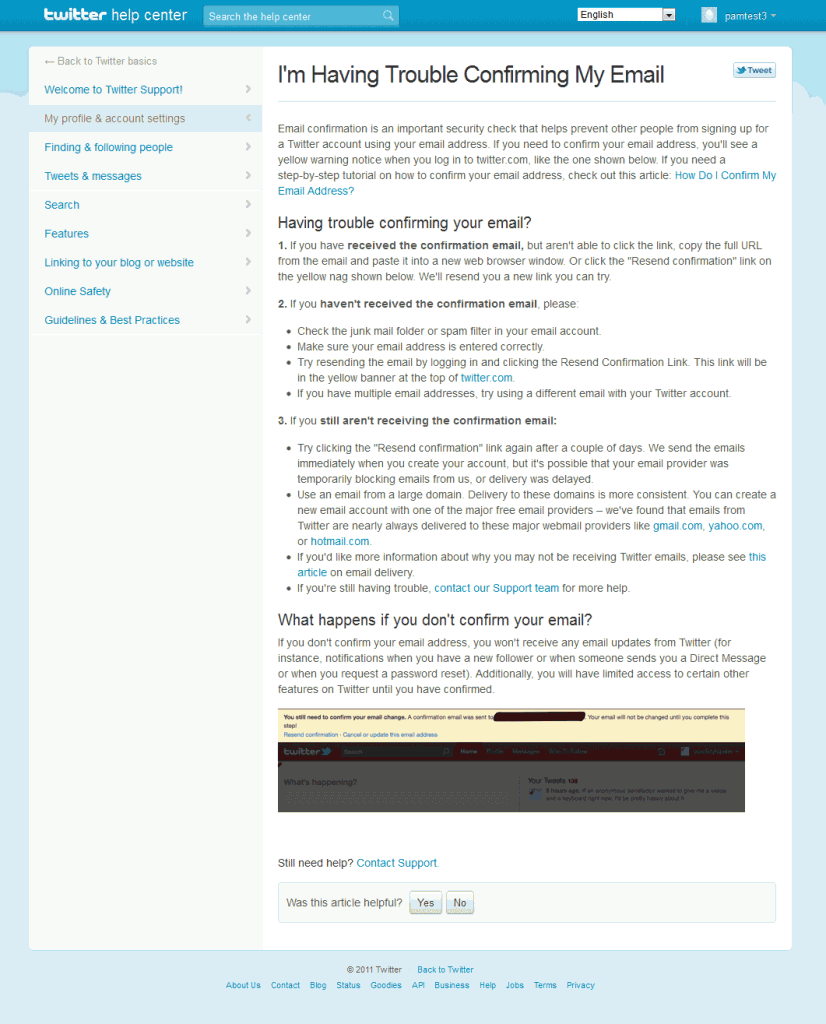 twitter help center
Search the help center
English
pamtest3
← Back to Twitter basics
Welcome to Twitter Support!
My profile & account settings
Finding & following people
Tweets & messages
Search
Features
Linking to your blog or website
Online Safety
Guidelines & Best Practices
I'm Having Trouble Confirming My Email
Tweet
Email confirmation is an important security check that helps prevent other people from signing up for
a Twitter account using your email address. If you need to confirm your email address, you'll see a
yellow warning notice when you log in to twitter.com, like the one shown below. If you need a
step-by-step tutorial on how to confirm your email address, check out this article: How Do I Confirm My
Email Address?
Having trouble confirming your email?
1. If you have received the confirmation email, but aren't able to click the link, copy the full URL
from the email and paste it into a new web browser window. Or click the "Resend confirmation" link on
the yellow nag shown below. We'll resend you a new link you can try.
2. If you haven't received the confirmation email, please:
• Check the junk mail folder or spam filter in your email account.
• Make sure your email address is entered correctly.
• Try resending the email by logging in and clicking the Resend Confirmation Link. This link will be
in the yellow banner at the top of twitter.com.
• If you have multiple email addresses, try using a different email with your Twitter account.
3. If you still aren't receiving the confirmation email:
• Try clicking the "Resend confirmation" link again after a couple of days. We send the emails
immediately when you create your account, but it's possible that your email provider was
temporarily blocking emails from us, or delivery was delayed.
• Use an email from a large domain. Delivery to these domains is more consistent. You can create a
new email account with one of the major free email providers – we've found that emails from
Twitter are nearly always delivered to these major webmail providers like gmail.com, yahoo.com,
or hotmail.com.
• If you'd like more information about why you may not be receiving Twitter emails, please see this
article on email delivery.
• If you're still having trouble, contact our Support team for more help.
What happens if you don't confirm your email?
If you don't confirm your email address, you won't receive any email updates from Twitter (for
instance, notifications when you have a new follower or when someone sends you a Direct Message
or when you request a password reset). Additionally, you will have limited access to certain other
features on Twitter until you have confirmed.
You still need to confirm your email change. A confirmation email was sent to Your email will not be changed until you complete this
step!
Resend confirmation · Cancel or update this email address
twitter Search Home Profile Messages
What's happening?
Your Tweets
5 hours ago: if an anonymous benefactor wanted to give me a
and a keyboard right now I'd be pretty happy about it
Still need help? Contact Support.
Was this article helpful? Yes No
© 2011 Twitter Back to Twitter
About Us Contact Blog Status Goodies API Business Help Jobs Terms Privacy